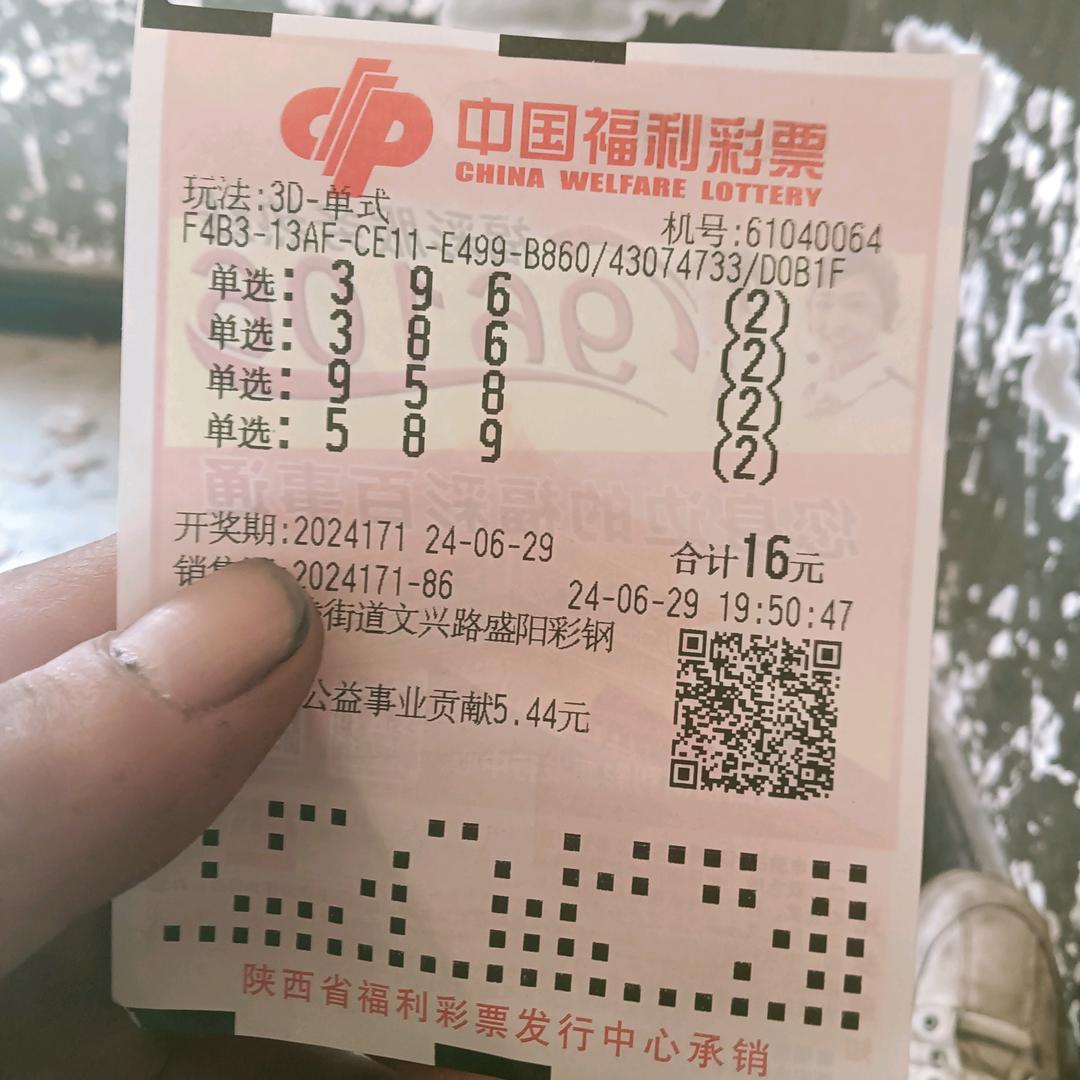 中国福利彩票
CHINA WELFARE LOTTERY
玩法:3D-单式
机号:61040064
F4B3-13AF-CE11-E499-B860/43074733/D0B1F
单选: 3 9 6 (2)
单选: 3 8 6 (2)
单选: 9 5 8 (2)
单选: 5 8 9 (2)
开奖期:2024171 24-06-29 合计16元
销售 :2024171-86 24-06-29 19:50:47
街道文兴路盛阳彩钢
公益事业贡献5.44元
陕西省福利彩票发行中心承销